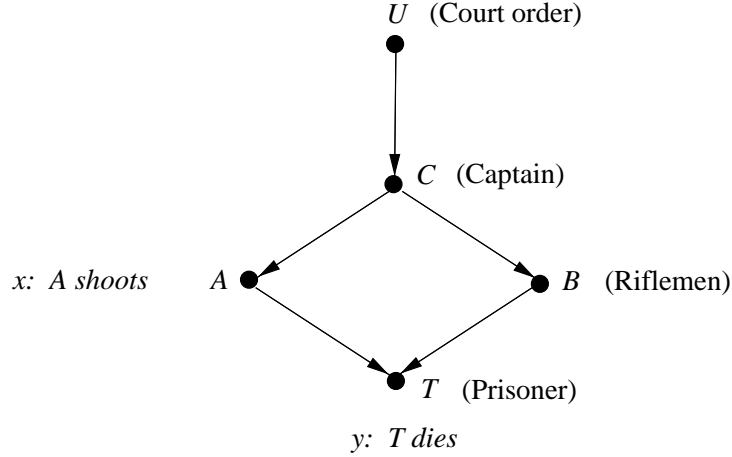 U (Court order)
C (Captain)
x: A shoots A B (Riflemen)
T (Prisoner)
y: T dies